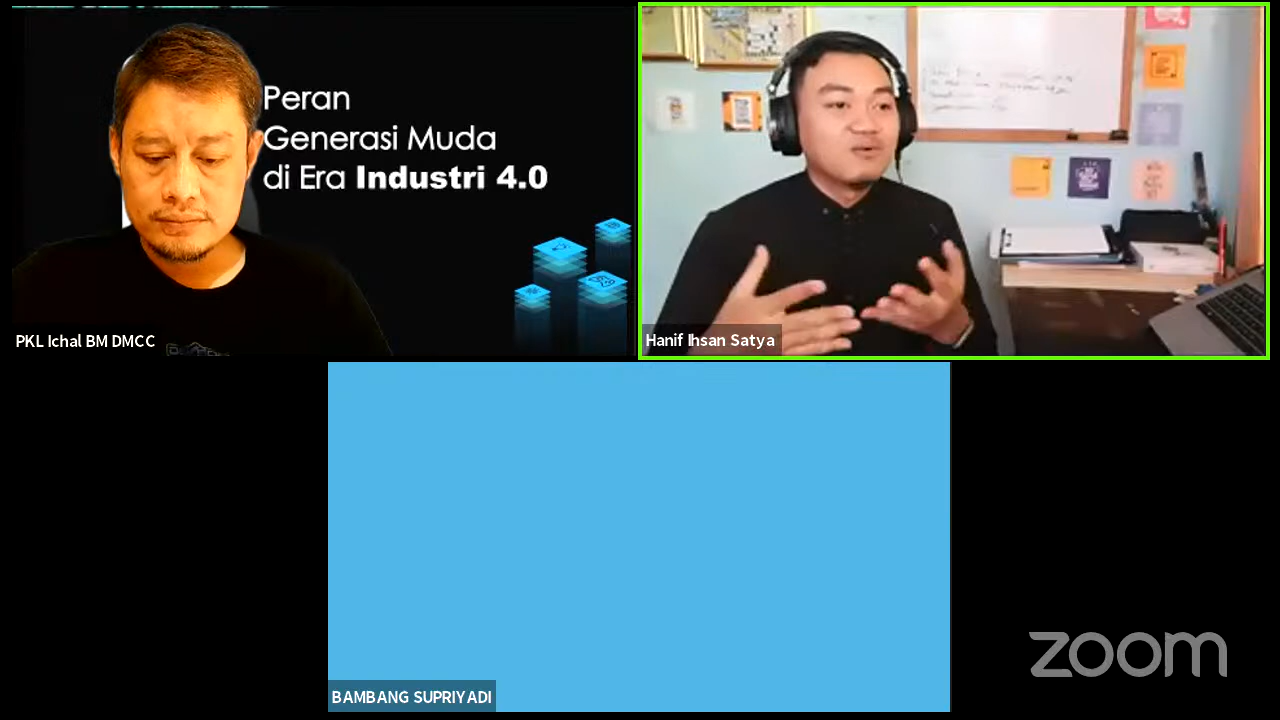 Peran
Generasi Muda
di Era Industri 4.0
PKL Ichal BM DMCC
Hanif Ihsan Satya
BAMBANG SUPRIYADI
zoom